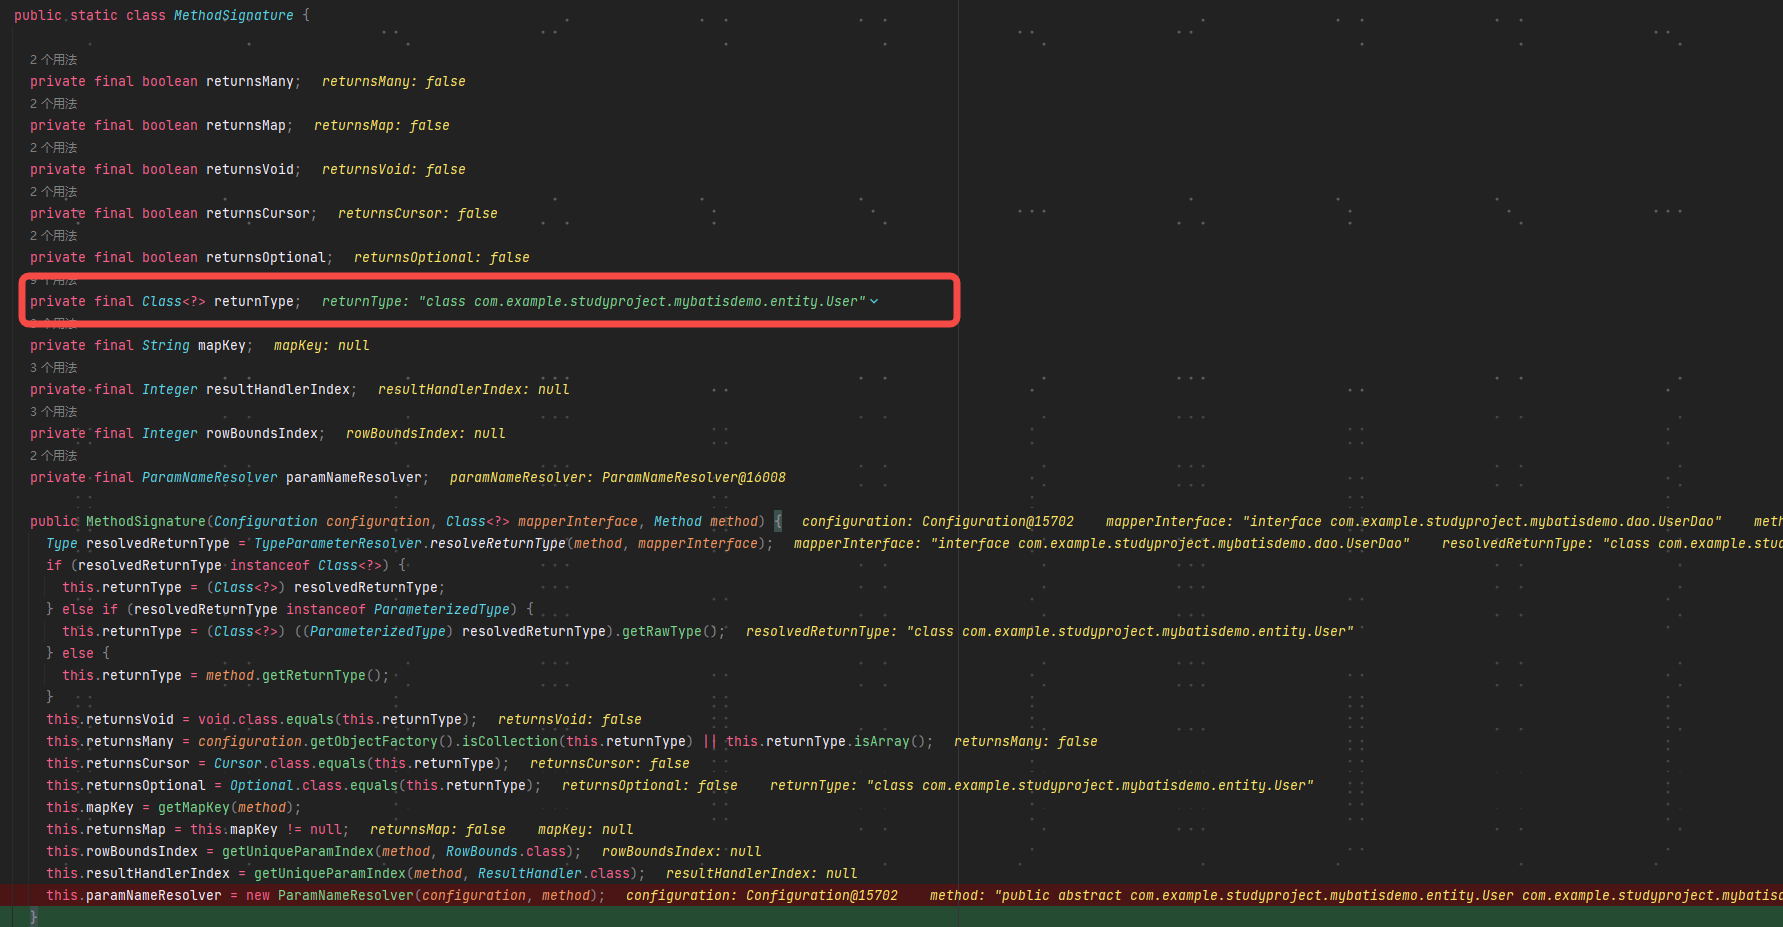 public static class MethodSignature {
2 个用法
private final boolean returnsMany;   returnsMany: false
2 个用法
private final boolean returnsMap;   returnsMap: false
2 个用法
private final boolean returnsVoid;   returnsVoid: false
2 个用法
private final boolean returnsCursor;   returnsCursor: false
2 个用法
private final boolean returnsOptional;   returnsOptional: false
9 个用法
private final Class<?> returnType;   returnType: "class com.example.studyproject.mybatisdemo.entity.User"
个用法
private final String mapKey;   mapKey: null
3 个用法
private final Integer resultHandlerIndex;   resultHandlerIndex: null
3 个用法
private final Integer rowBoundsIndex;   rowBoundsIndex: null
2 个用法
private final ParamNameResolver paramNameResolver;   paramNameResolver: ParamNameResolver@16008
public MethodSignature(Configuration configuration, Class<?> mapperInterface, Method method) {   configuration: Configuration@15702   mapperInterface: "interface com.example.studyproject.mybatisdemo.dao.UserDao"   meth
Type resolvedReturnType = TypeParameterResolver.resolveReturnType(method, mapperInterface);   mapperInterface: "interface com.example.studyproject.mybatisdemo.dao.UserDao"   resolvedReturnType: "class com.example.stud
if (resolvedReturnType instanceof Class<?>) {
this.returnType = (Class<?>) resolvedReturnType;
} else if (resolvedReturnType instanceof ParameterizedType) {
this.returnType = (Class<?>) ((ParameterizedType) resolvedReturnType).getRawType();   resolvedReturnType: "class com.example.studyproject.mybatisdemo.entity.User"
} else {
this.returnType = method.getReturnType();
}
this.returnsVoid = void.class.equals(this.returnType);   returnsVoid: false
this.returnsMany = configuration.getObjectFactory().isCollection(this.returnType) || this.returnType.isArray();   returnsMany: false
this.returnsCursor = Cursor.class.equals(this.returnType);   returnsCursor: false
this.returnsOptional = Optional.class.equals(this.returnType);   returnsOptional: false   returnType: "class com.example.studyproject.mybatisdemo.entity.User"
this.mapKey = getMapKey(method);
this.returnsMap = this.mapKey != null;   returnsMap: false   mapKey: null
this.rowBoundsIndex = getUniqueParamIndex(method, RowBounds.class);   rowBoundsIndex: null
this.resultHandlerIndex = getUniqueParamIndex(method, ResultHandler.class);   resultHandlerIndex: null
this.paramNameResolver = new ParamNameResolver(configuration, method);   configuration: Configuration@15702   method: "public abstract com.example.studyproject.mybatisdemo.entity.User com.example.studyproject.mybatisd
}